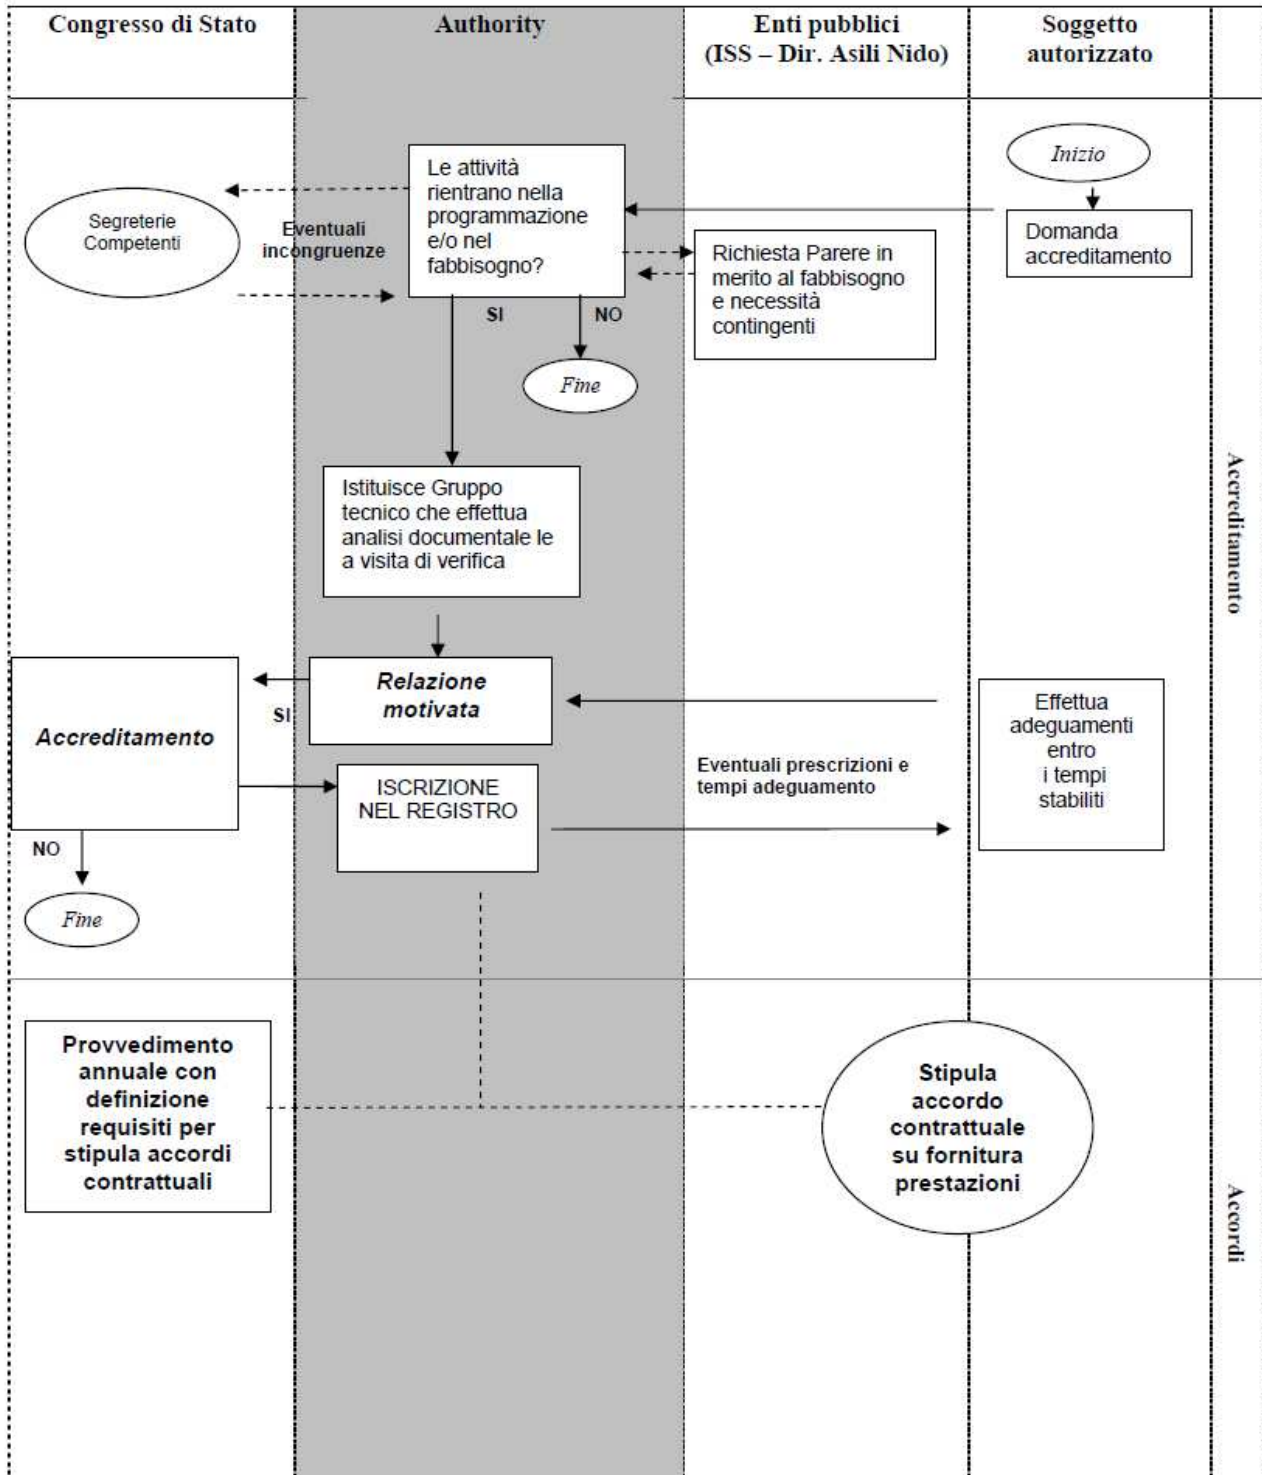 Congresso di Stato
Authority
Enti pubblici
(ISS – Dir. Asili Nido)
Soggetto
autorizzato
Inizio
Domanda
accreditamento
Le attività
rientrano nella
programmazione
e/o nel
fabbisogno?
Segreterie
Competenti
Eventuali
incongruenze
Richiesta Parere in
merito al fabbisogno
e necessità
contingenti
SI
NO
Fine
Istituisce Gruppo
tecnico che effettua
analisi documentale le
a visita di verifica
Accreditamento
Relazione
motivata
SI
Accreditamento
Effettua
adeguamenti
entro
i tempi
stabiliti
Eventuali prescrizioni e
tempi adeguamento
ISCRIZIONE
NEL REGISTRO
NO
Fine
Provvedimento
annuale con
definizione
requisiti per
stipula accordi
contrattuali
Stipula
accordo
contrattuale
su fornitura
prestazioni
Accordi